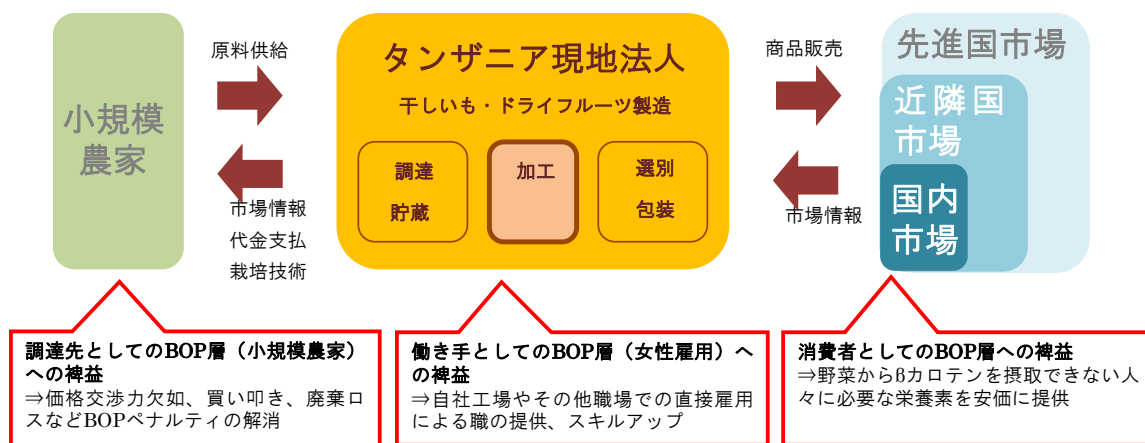 小規模
農家
原料供給
市場情報
代金支払
栽培技術
タンザニア現地法人
干しいも・ドライフルーツ製造
調達
貯蔵
加工
選別
包装
商品販売
市場情報
先進国市場
近隣国
市場
国内
市場
調達先としてのBOP層（小規模農家）
への裨益
⇒価格交渉力欠如、買い叩き、廃棄ロ
スなどBOPペナルティの解消
働き手としてのBOP層（女性雇用）へ
の裨益
⇒自社工場やその他職場での直接雇用
による職の提供、スキルアップ
消費者としてのBOP層への裨益
⇒野菜からβカロテンを摂取できない人
々に必要な栄養素を安価に提供